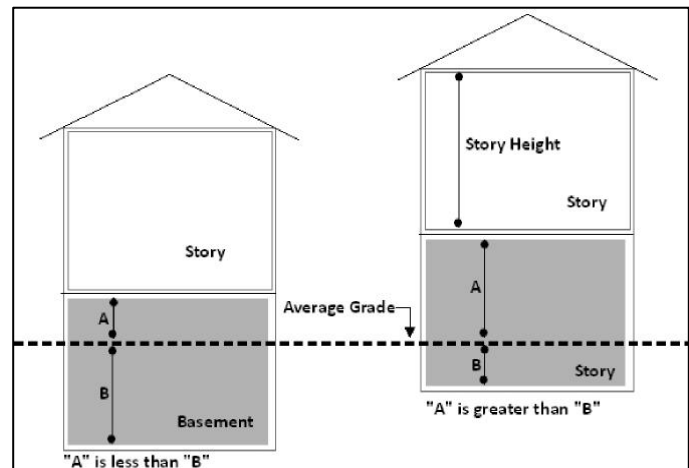 Story Height
Story
Story
A
Average Grade
A
B
B
Story
Basement
"A" is greater than "B"
"A" is less than "B"